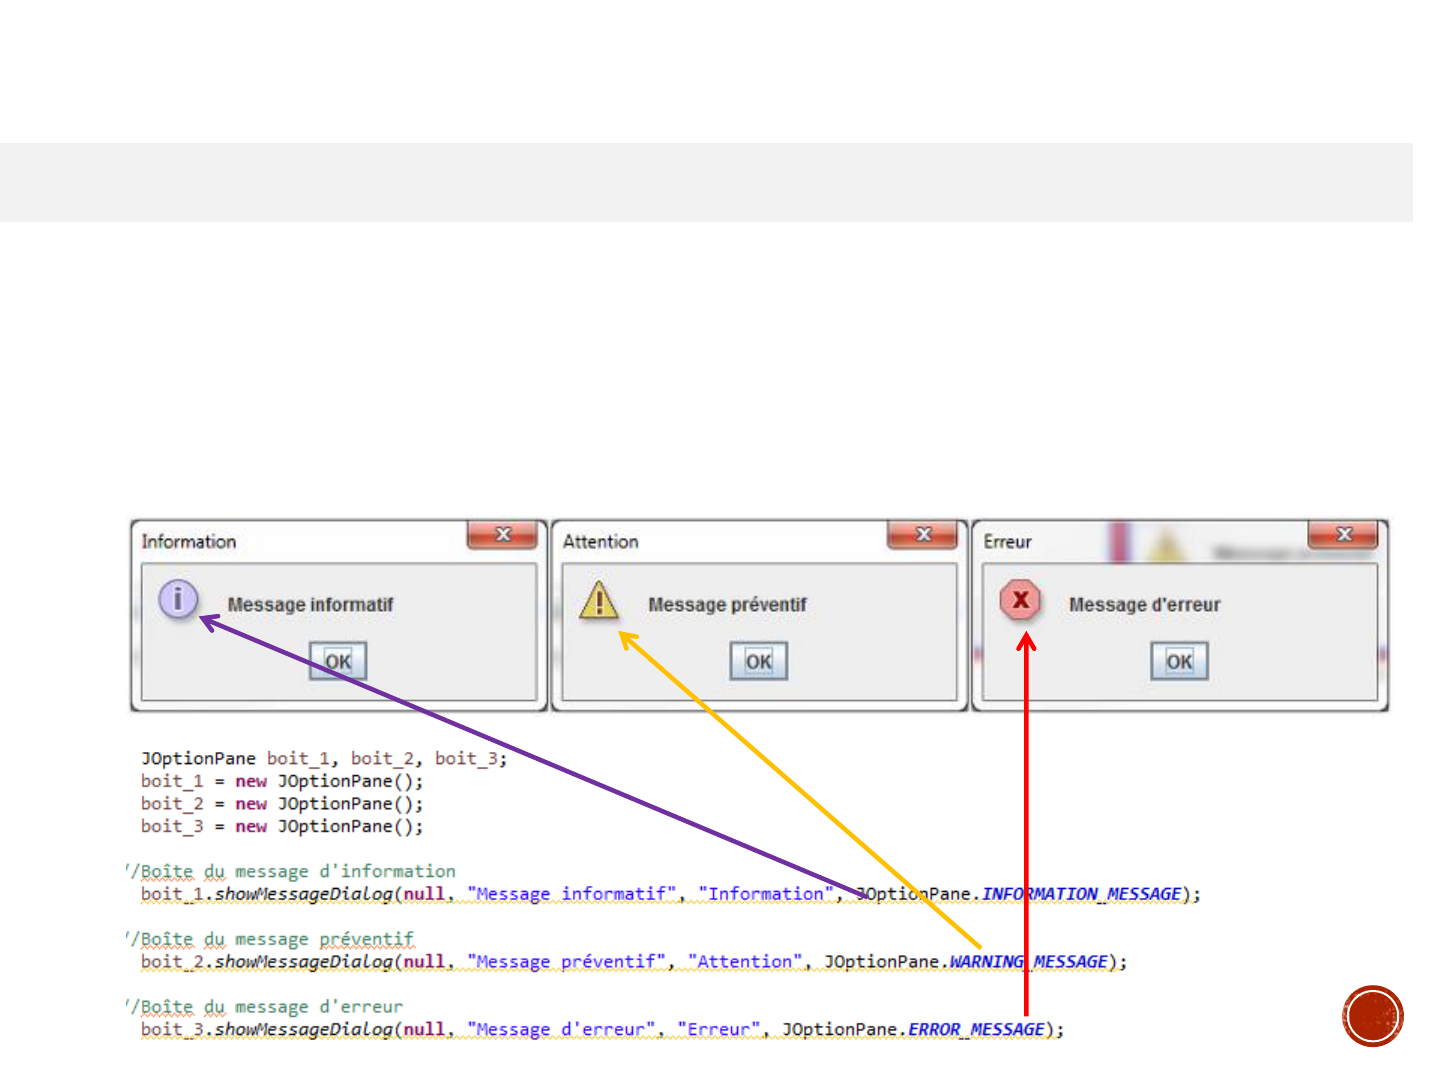 Information
Attention
Erreur
Message informatif
Message préventif
Message d'erreur
OK
OK
OK
JOptionPane boit_1, boit_2, boit_3;
boit_1 = new JOptionPane();
boit_2 = new JOptionPane();
boit_3 = new JOptionPane();
//Boîte du message d'information
boit_1.showMessageDialog(null, "Message informatif", "Information", JOptionPane.INFORMATION_MESSAGE);
//Boîte du message préventif
boit_2.showMessageDialog(null, "Message préventif", "Attention", JOptionPane.WARNING_MESSAGE);
//Boîte du message d'erreur
boit_3.showMessageDialog(null, "Message d'erreur", "Erreur", JOptionPane.ERROR_MESSAGE);